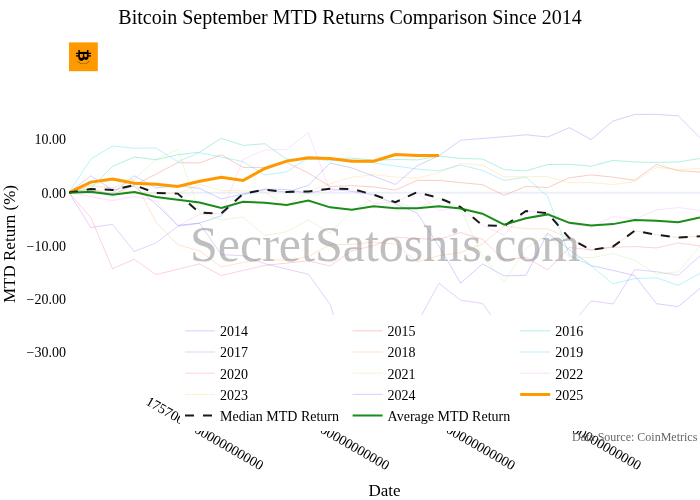 Bitcoin September MTD Returns Comparison Since 2014
10.00
0.00
−10.00
−20.00
−30.00
MTD Return (%)
SecretSatoshis.com
2014 2015 2016
2017 2018 2019
2020 2021 2022
2023 2024 2025
Median MTD Return Average MTD Return
Data Source: CoinMetrics
Date